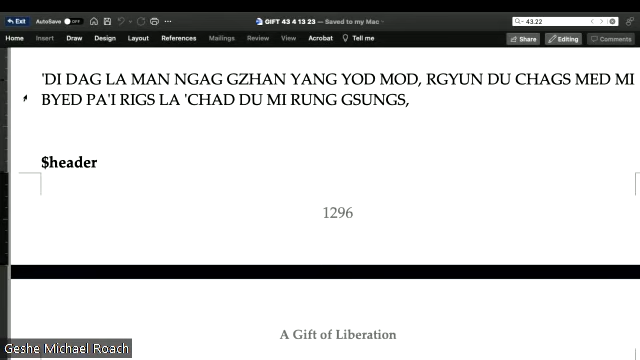 Exit AutoSave OFF GIFT 43 4 13 23 — Saved to my Mac 43.22
Home Insert Draw Design Layout References Mailings Review View Acrobat Tell me Share Editing Comments
'DI DAG LA MAN NGAG GZHAN YANG YOD MOD, RGYUN DU CHAGS MED MI
BYED PA'I RIGS LA 'CHAD DU MI RUNG GSUNGS,
$header
1296
A Gift of Liberation
Geshe Michael Roach